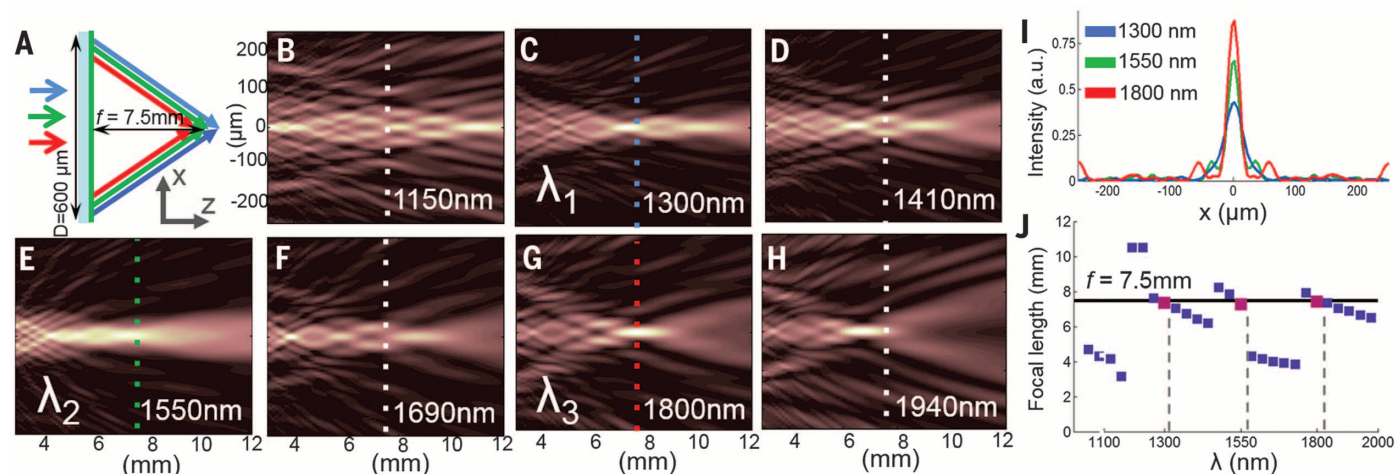 A
D=600 µm
f = 7.5mm
X
Z
B
200
100
0
-100
-200
(µm)
1150nm
C
λ1
1300nm
D
1410nm
E
λ2
1550nm
4 6 8 10 12
(mm)
F
1690nm
4 6 8 10 12
(mm)
G
λ3
1800nm
4 6 8 10 12
(mm)
H
1940nm
4 6 8 10 12
(mm)
I
Intensity (a.u.)
0.75
0.5
0.25
0
1300 nm
1550 nm
1800 nm
-200 -100 0 100 200
x (µm)
J
Focal length (mm)
12
10
8
6
4
2
0
f = 7.5mm
1100 1300 1550 1800 2000
λ (nm)